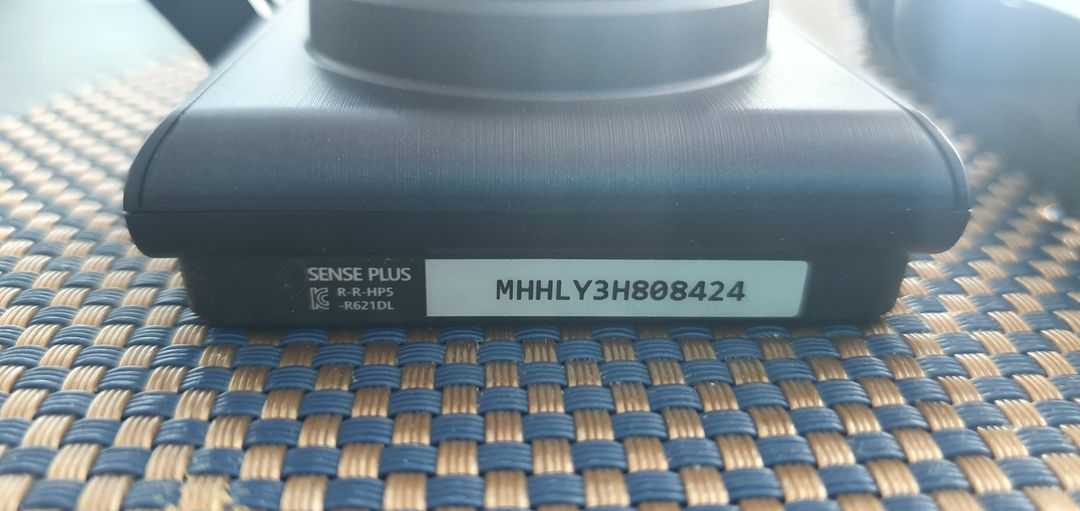 SENSE PLUS
R-R-HP5
-R621DL
MHHLY3H808424